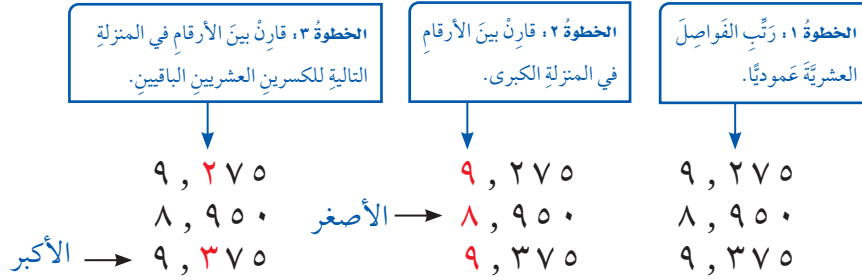 الخطوةُ ١: رَتِّبِ الفَواصِلَ
العشريَّةَ عَموديًّا.
٩,٢٧٥
٨,٩٥٠
٩,٣٧٥
الخطوةُ ٢: قارِنْ بينَ الأرقامِ
في المنزلةِ الكبرى.
٩,٢٧٥
٨,٩٥٠ ← الأصغر
٩,٣٧٥
الخطوةُ ٣: قارِنْ بينَ الأرقامِ في المنزلةِ
التاليةِ للكسرينِ العشريينِ الباقيينِ.
٩,٢٧٥
٨,٩٥٠
٩,٣٧٥ ← الأكبر